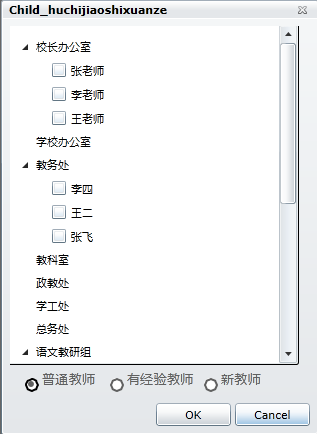 Child_huchijiaoshixuanze
校长办公室
张老师
李老师
王老师
学校办公室
教务处
李四
王二
张飞
教科室
政教处
学工处
总务处
语文教研组
普通教师 有经验教师 新教师
OK Cancel